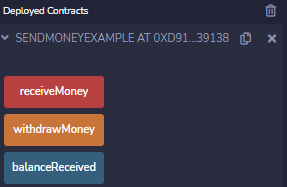 Deployed Contracts
SENDMONEYEXAMPLE AT 0XD91...39138
receiveMoney
withdrawMoney
balanceReceived